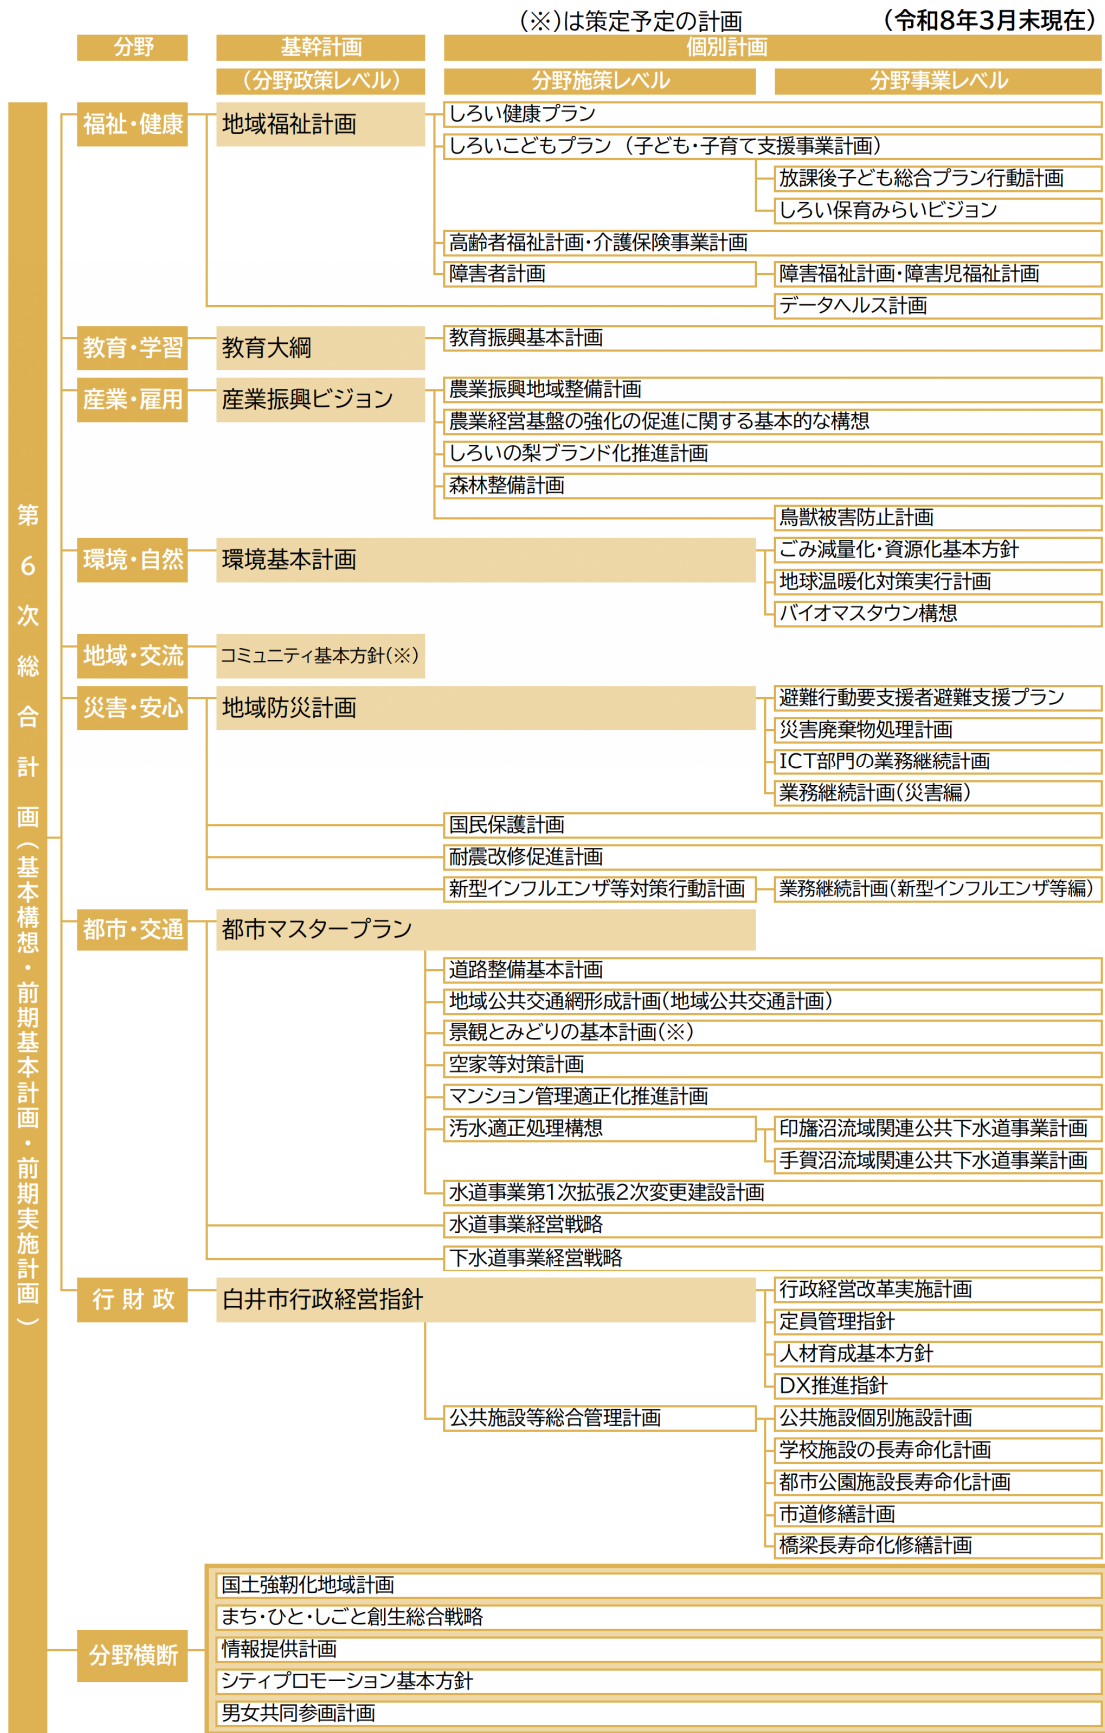 （※）は策定予定の計画
（令和8年3月末現在）
分野
基幹計画
個別計画
（分野政策レベル）
分野施策レベル
分野事業レベル
第6次総合計画（基本構想・前期基本計画・前期実施計画）
福祉・健康
地域福祉計画
しろい健康プラン
しろいこどもプラン（子ども・子育て支援事業計画）
放課後子ども総合プラン行動計画
しろい保育みらいビジョン
高齢者福祉計画・介護保険事業計画
障害者計画
障害福祉計画・障害児福祉計画
データヘルス計画
教育・学習
教育大綱
教育振興基本計画
産業・雇用
産業振興ビジョン
農業振興地域整備計画
農業経営基盤の強化の促進に関する基本的な構想
しろいの梨ブランド化推進計画
森林整備計画
鳥獣被害防止計画
環境・自然
環境基本計画
ごみ減量化・資源化基本方針
地球温暖化対策実行計画
バイオマスタウン構想
地域・交流
コミュニティ基本方針（※）
災害・安心
地域防災計画
避難行動要支援者避難支援プラン
災害廃棄物処理計画
ICT部門の業務継続計画
業務継続計画（災害編）
国民保護計画
耐震改修促進計画
新型インフルエンザ等対策行動計画
業務継続計画（新型インフルエンザ等編）
都市・交通
都市マスタープラン
道路整備基本計画
地域公共交通網形成計画（地域公共交通計画）
景観とみどりの基本計画（※）
空家等対策計画
マンション管理適正化推進計画
汚水適正処理構想
印旛沼流域関連公共下水道事業計画
手賀沼流域関連公共下水道事業計画
水道事業第1次拡張2次変更建設計画
水道事業経営戦略
下水道事業経営戦略
行財政
白井市行政経営指針
行政経営改革実施計画
定員管理指針
人材育成基本方針
DX推進指針
公共施設等総合管理計画
公共施設個別施設計画
学校施設の長寿命化計画
都市公園施設長寿命化計画
市道修繕計画
橋梁長寿命化修繕計画
分野横断
国土強靭化地域計画
まち・ひと・しごと創生総合戦略
情報提供計画
シティプロモーション基本方針
男女共同参画計画